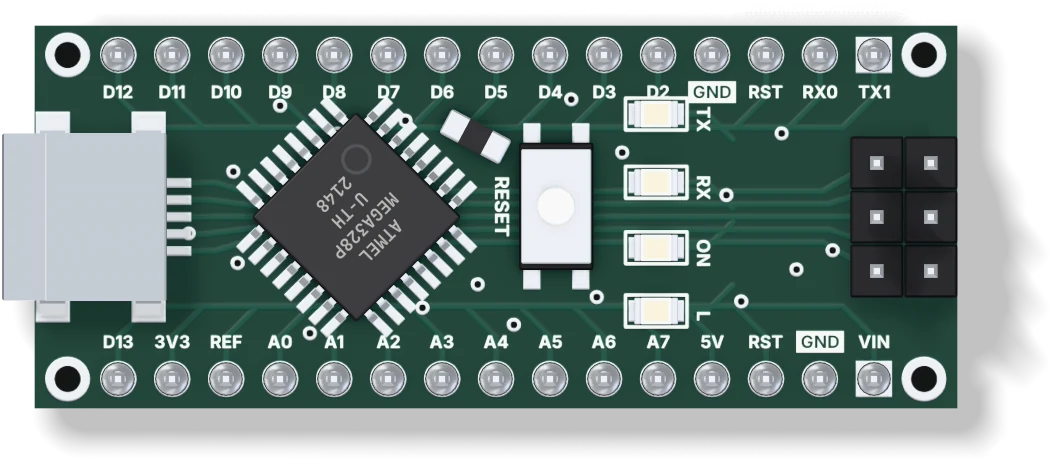 D12 D11 D10 D9 D8 D7 D6 D5 D4 D3 D2 GND RST RX0 TX1
TX
RX
ON
L
RESET
ATMEL
MEGA328P
U-TH
2148
D13 3V3 REF A0 A1 A2 A3 A4 A5 A6 A7 5V RST GND VIN